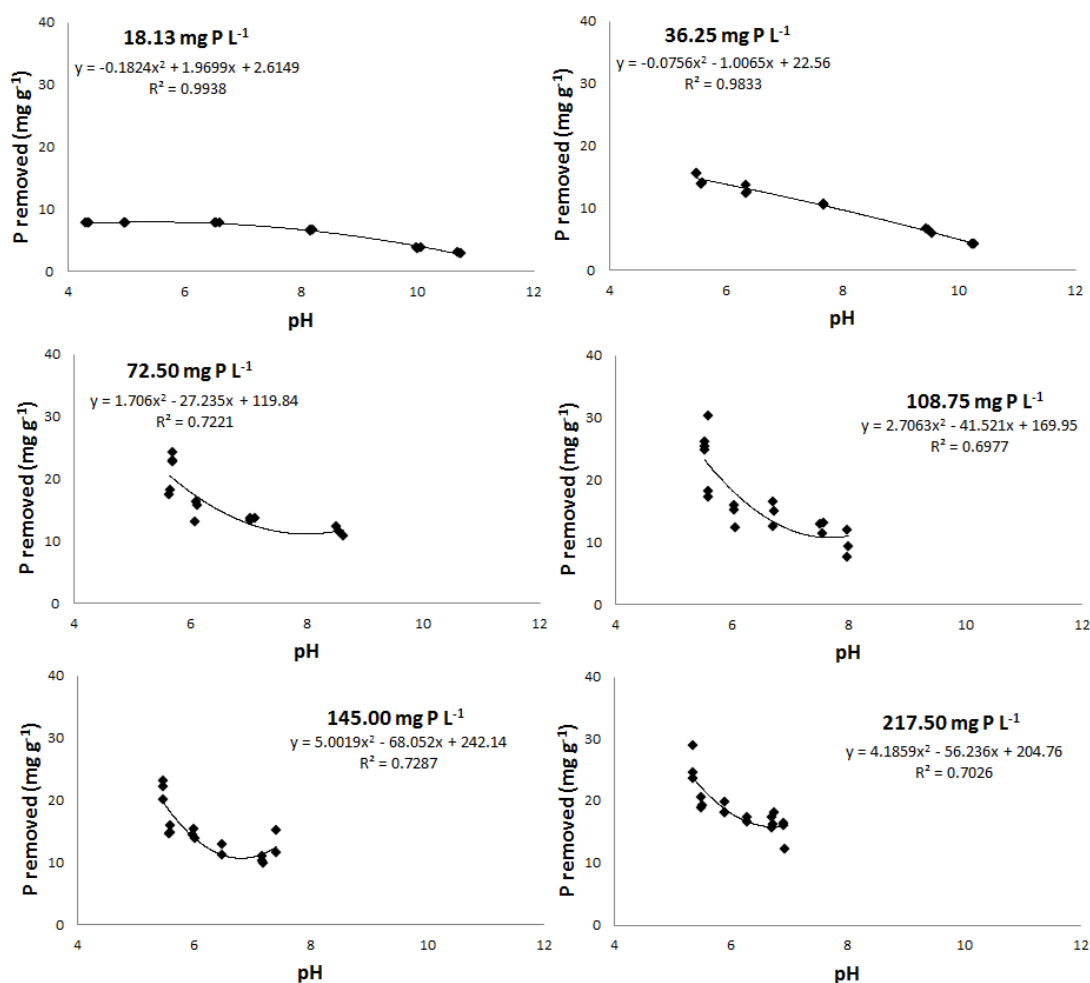 18.13 mg P L⁻¹
y = -0.1824x² + 1.9699x + 2.6149
R² = 0.9938
P removed (mg g⁻¹)
40
30
20
10
0
4 6 8 10 12
pH
36.25 mg P L⁻¹
y = -0.0756x² - 1.0065x + 22.56
R² = 0.9833
P removed (mg g⁻¹)
40
30
20
10
0
4 6 8 10 12
pH
72.50 mg P L⁻¹
y = 1.706x² - 27.235x + 119.84
R² = 0.7221
P removed (mg g⁻¹)
40
30
20
10
0
4 6 8 10 12
pH
108.75 mg P L⁻¹
y = 2.7063x² - 41.521x + 169.95
R² = 0.6977
P removed (mg g⁻¹)
40
30
20
10
0
4 6 8 10 12
pH
145.00 mg P L⁻¹
y = 5.0019x² - 68.052x + 242.14
R² = 0.7287
P removed (mg g⁻¹)
40
30
20
10
0
4 6 8 10 12
pH
217.50 mg P L⁻¹
y = 4.1859x² - 56.236x + 204.76
R² = 0.7026
P removed (mg g⁻¹)
40
30
20
10
0
4 6 8 10 12
pH